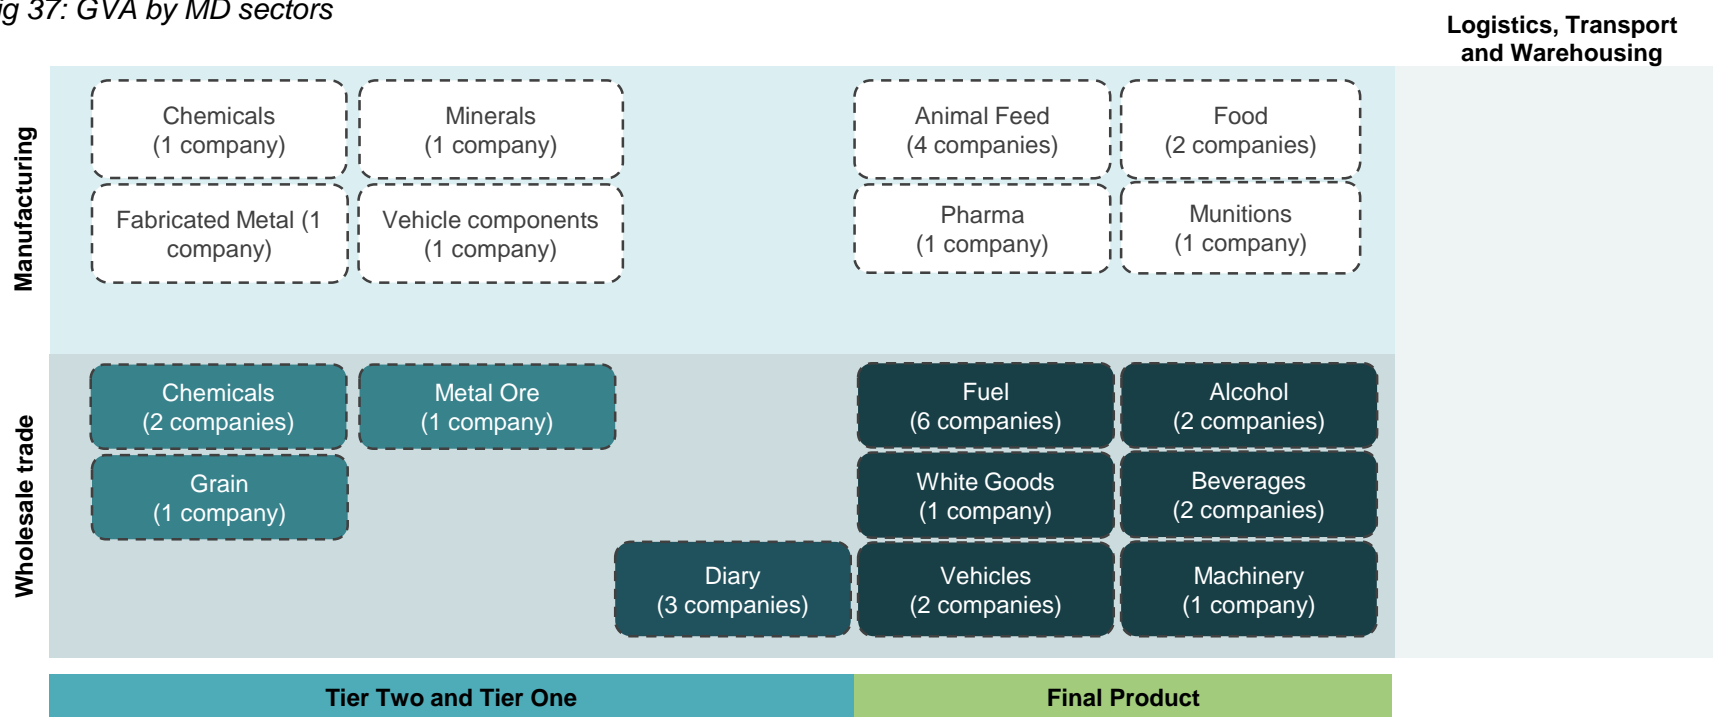 ig 37: GVA by MD sectors
Logistics, Transport
and Warehousing
Manufacturing
Chemicals
(1 company)
Minerals
(1 company)
Animal Feed
(4 companies)
Food
(2 companies)
Fabricated Metal (1
company)
Vehicle components
(1 company)
Pharma
(1 company)
Munitions
(1 company)
Wholesale trade
Chemicals
(2 companies)
Metal Ore
(1 company)
Fuel
(6 companies)
Alcohol
(2 companies)
Grain
(1 company)
White Goods
(1 company)
Beverages
(2 companies)
Diary
(3 companies)
Vehicles
(2 companies)
Machinery
(1 company)
Tier Two and Tier One
Final Product